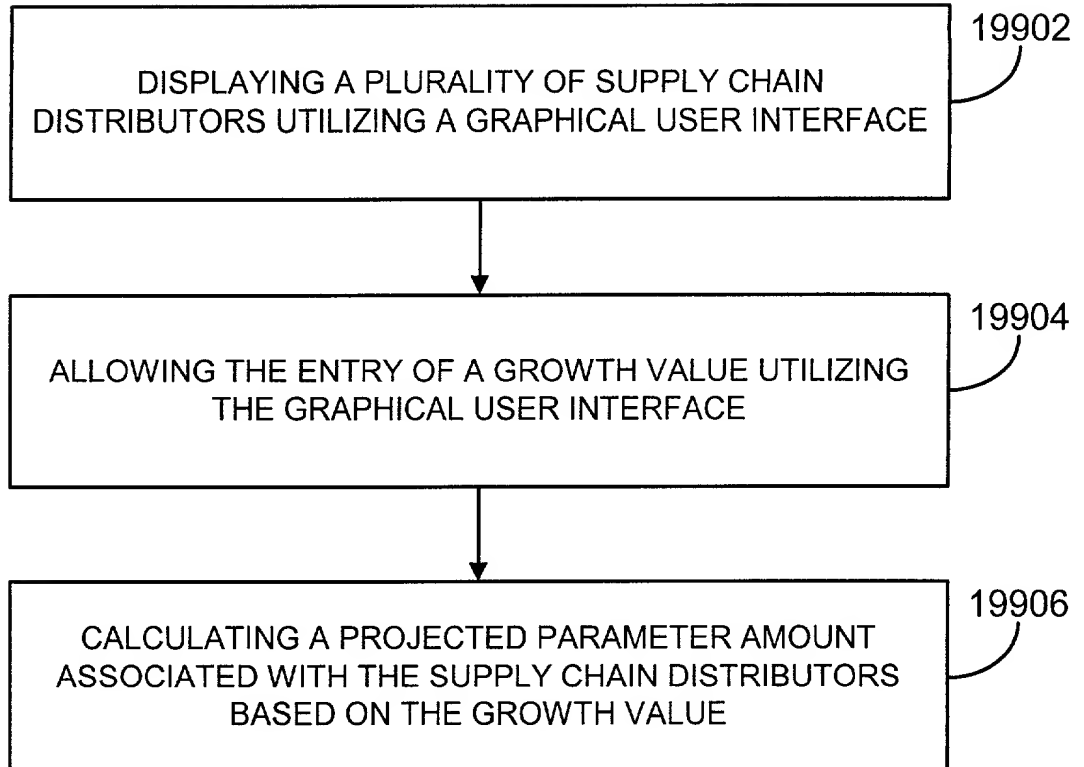 19902
DISPLAYING A PLURALITY OF SUPPLY CHAIN
DISTRIBUTORS UTILIZING A GRAPHICAL USER INTERFACE
19904
ALLOWING THE ENTRY OF A GROWTH VALUE UTILIZING
THE GRAPHICAL USER INTERFACE
19906
CALCULATING A PROJECTED PARAMETER AMOUNT
ASSOCIATED WITH THE SUPPLY CHAIN DISTRIBUTORS
BASED ON THE GROWTH VALUE